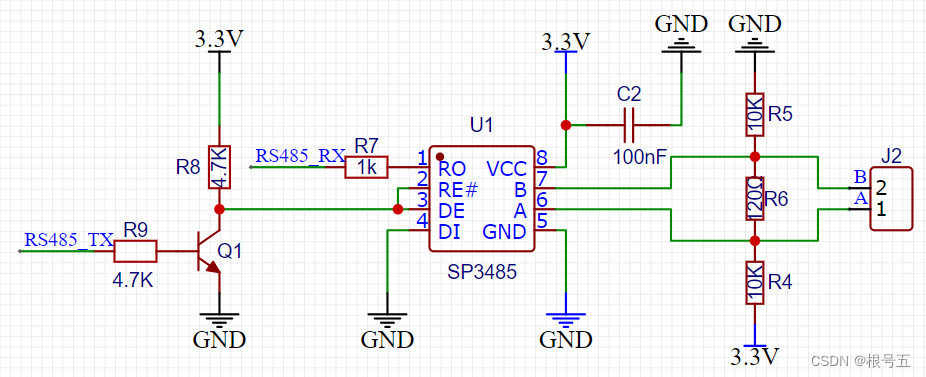 GND GND
3.3V 3.3V
C2
R5
10K
U1
100nF
R8
4.7K
RS485_RX
R7
1k
1 RO VCC 8
2 RE# B 7
3 DE A 6
4 DI GND 5
SP3485
J2
B 2
A 1
R6
120Ω
RS485_TX
R9
4.7K
Q1
R4
10K
GND GND GND
3.3V
CSDN @根号五